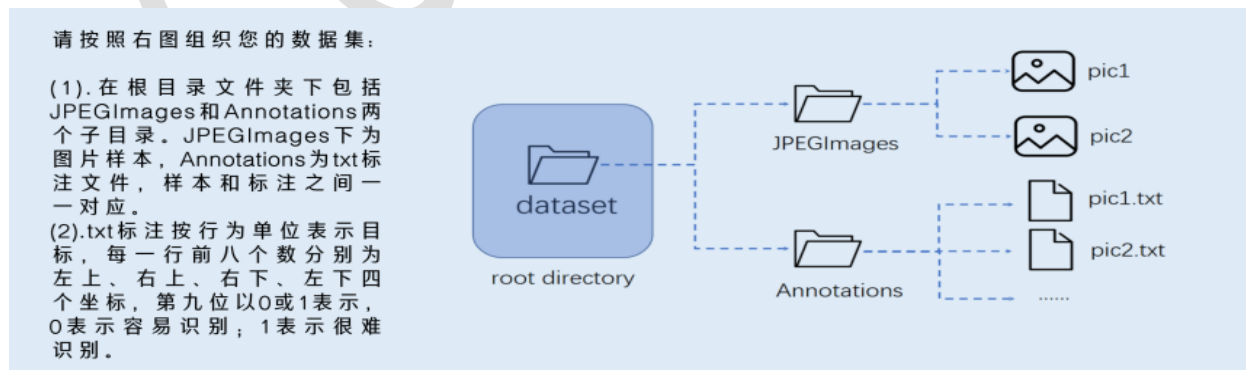 请按照右图组织您的数据集:
(1).在根目录文件夹下包括
JPEGImages和Annotations两
个子目录。JPEGImages下为
图片样本，Annotations为txt标
注文件，样本和标注之间一
一对应。
(2).txt标注按行为单位表示目
标，每一行前八个数分别为
左上、右上、右下、左下四
个坐标，第九位以0或1表示，
0表示容易识别；1表示很难
识别。
dataset
root directory
JPEGImages
Annotations
pic1
pic2
pic1.txt
pic2.txt
......